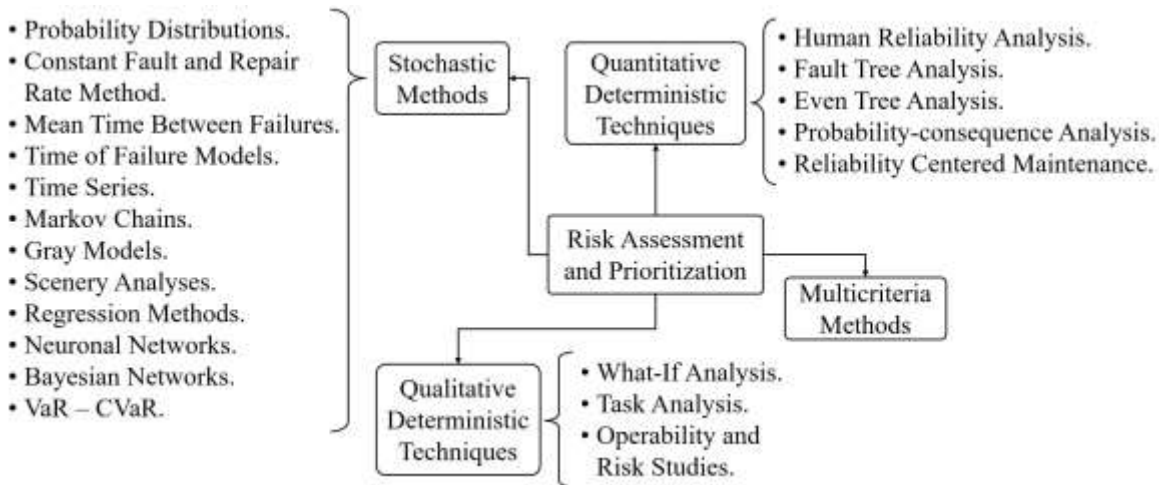 • Probability Distributions.
• Constant Fault and Repair
Rate Method.
• Mean Time Between Failures.
• Time of Failure Models.
• Time Series.
• Markov Chains.
• Gray Models.
• Scenery Analyses.
• Regression Methods.
• Neuronal Networks.
• Bayesian Networks.
• VaR – CVaR.
Stochastic
Methods
Quantitative
Deterministic
Techniques
• Human Reliability Analysis.
• Fault Tree Analysis.
• Even Tree Analysis.
• Probability-consequence Analysis.
• Reliability Centered Maintenance.
Risk Assessment
and Prioritization
Multicriteria
Methods
Qualitative
Deterministic
Techniques
• What-If Analysis.
• Task Analysis.
• Operability and
Risk Studies.